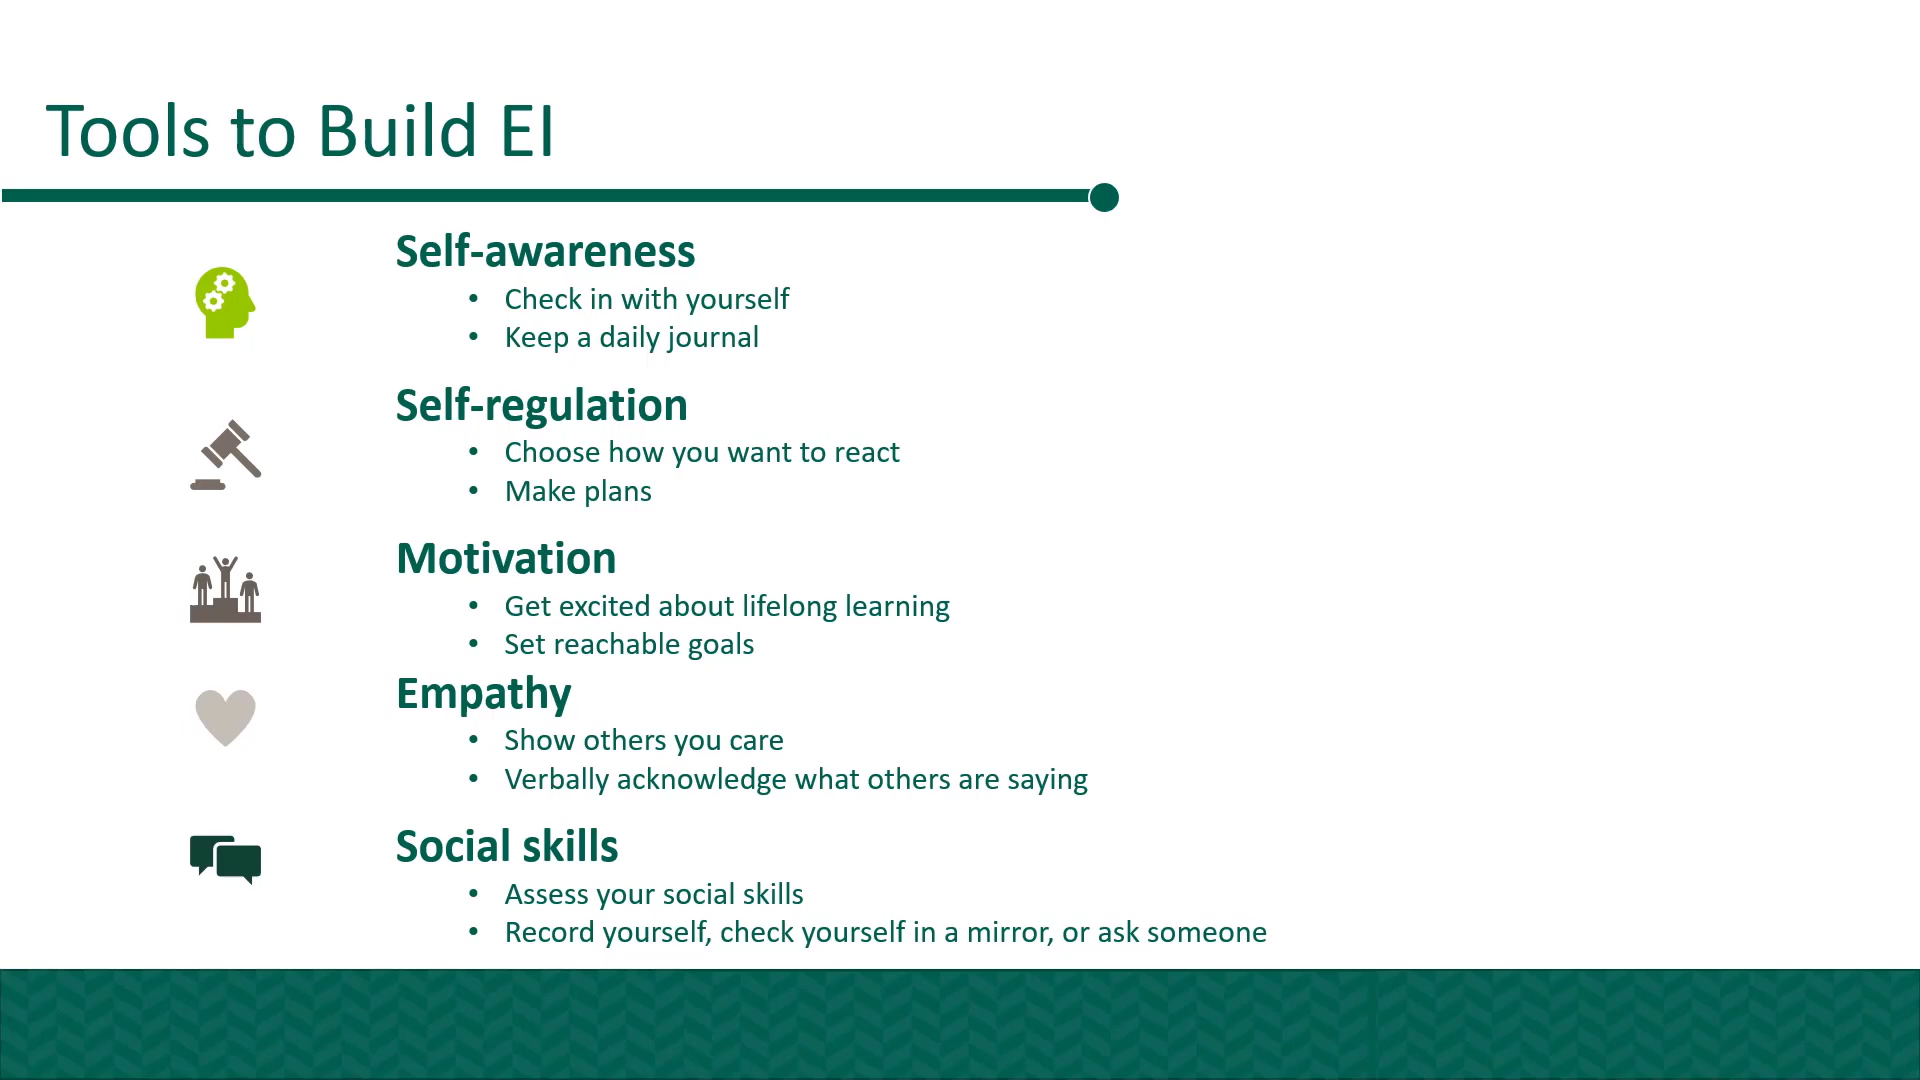 Tools to Build EI
Self-awareness
• Check in with yourself
• Keep a daily journal
Self-regulation
• Choose how you want to react
• Make plans
Motivation
• Get excited about lifelong learning
• Set reachable goals
Empathy
• Show others you care
• Verbally acknowledge what others are saying
Social skills
• Assess your social skills
• Record yourself, check yourself in a mirror, or ask someone